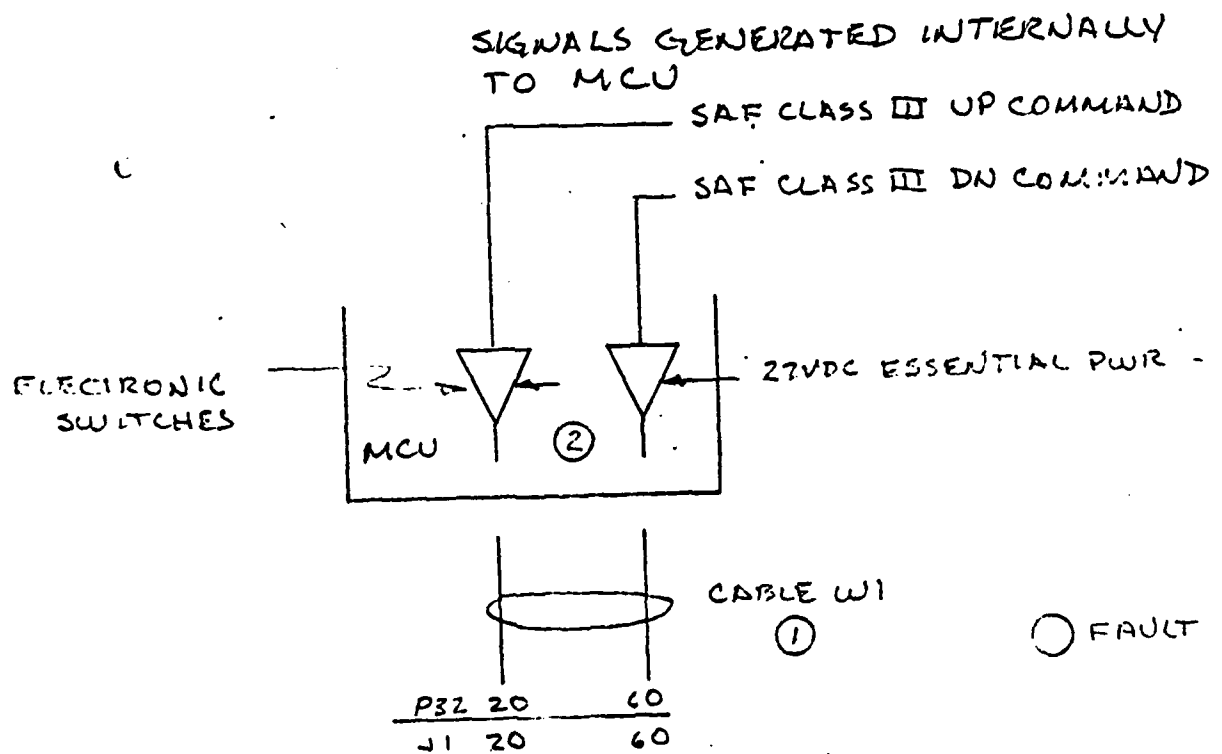 SIGNALS GENERATED INTERNALLY
TO MCU
SAF CLASS III UP COMMAND
SAF CLASS III DN COMMAND
27VDC ESSENTIAL PWR -
ELECTRONIC
SWITCHES
2
MCU
2
CABLE W1
1
FAULT
P32 20 60
J1 20 60